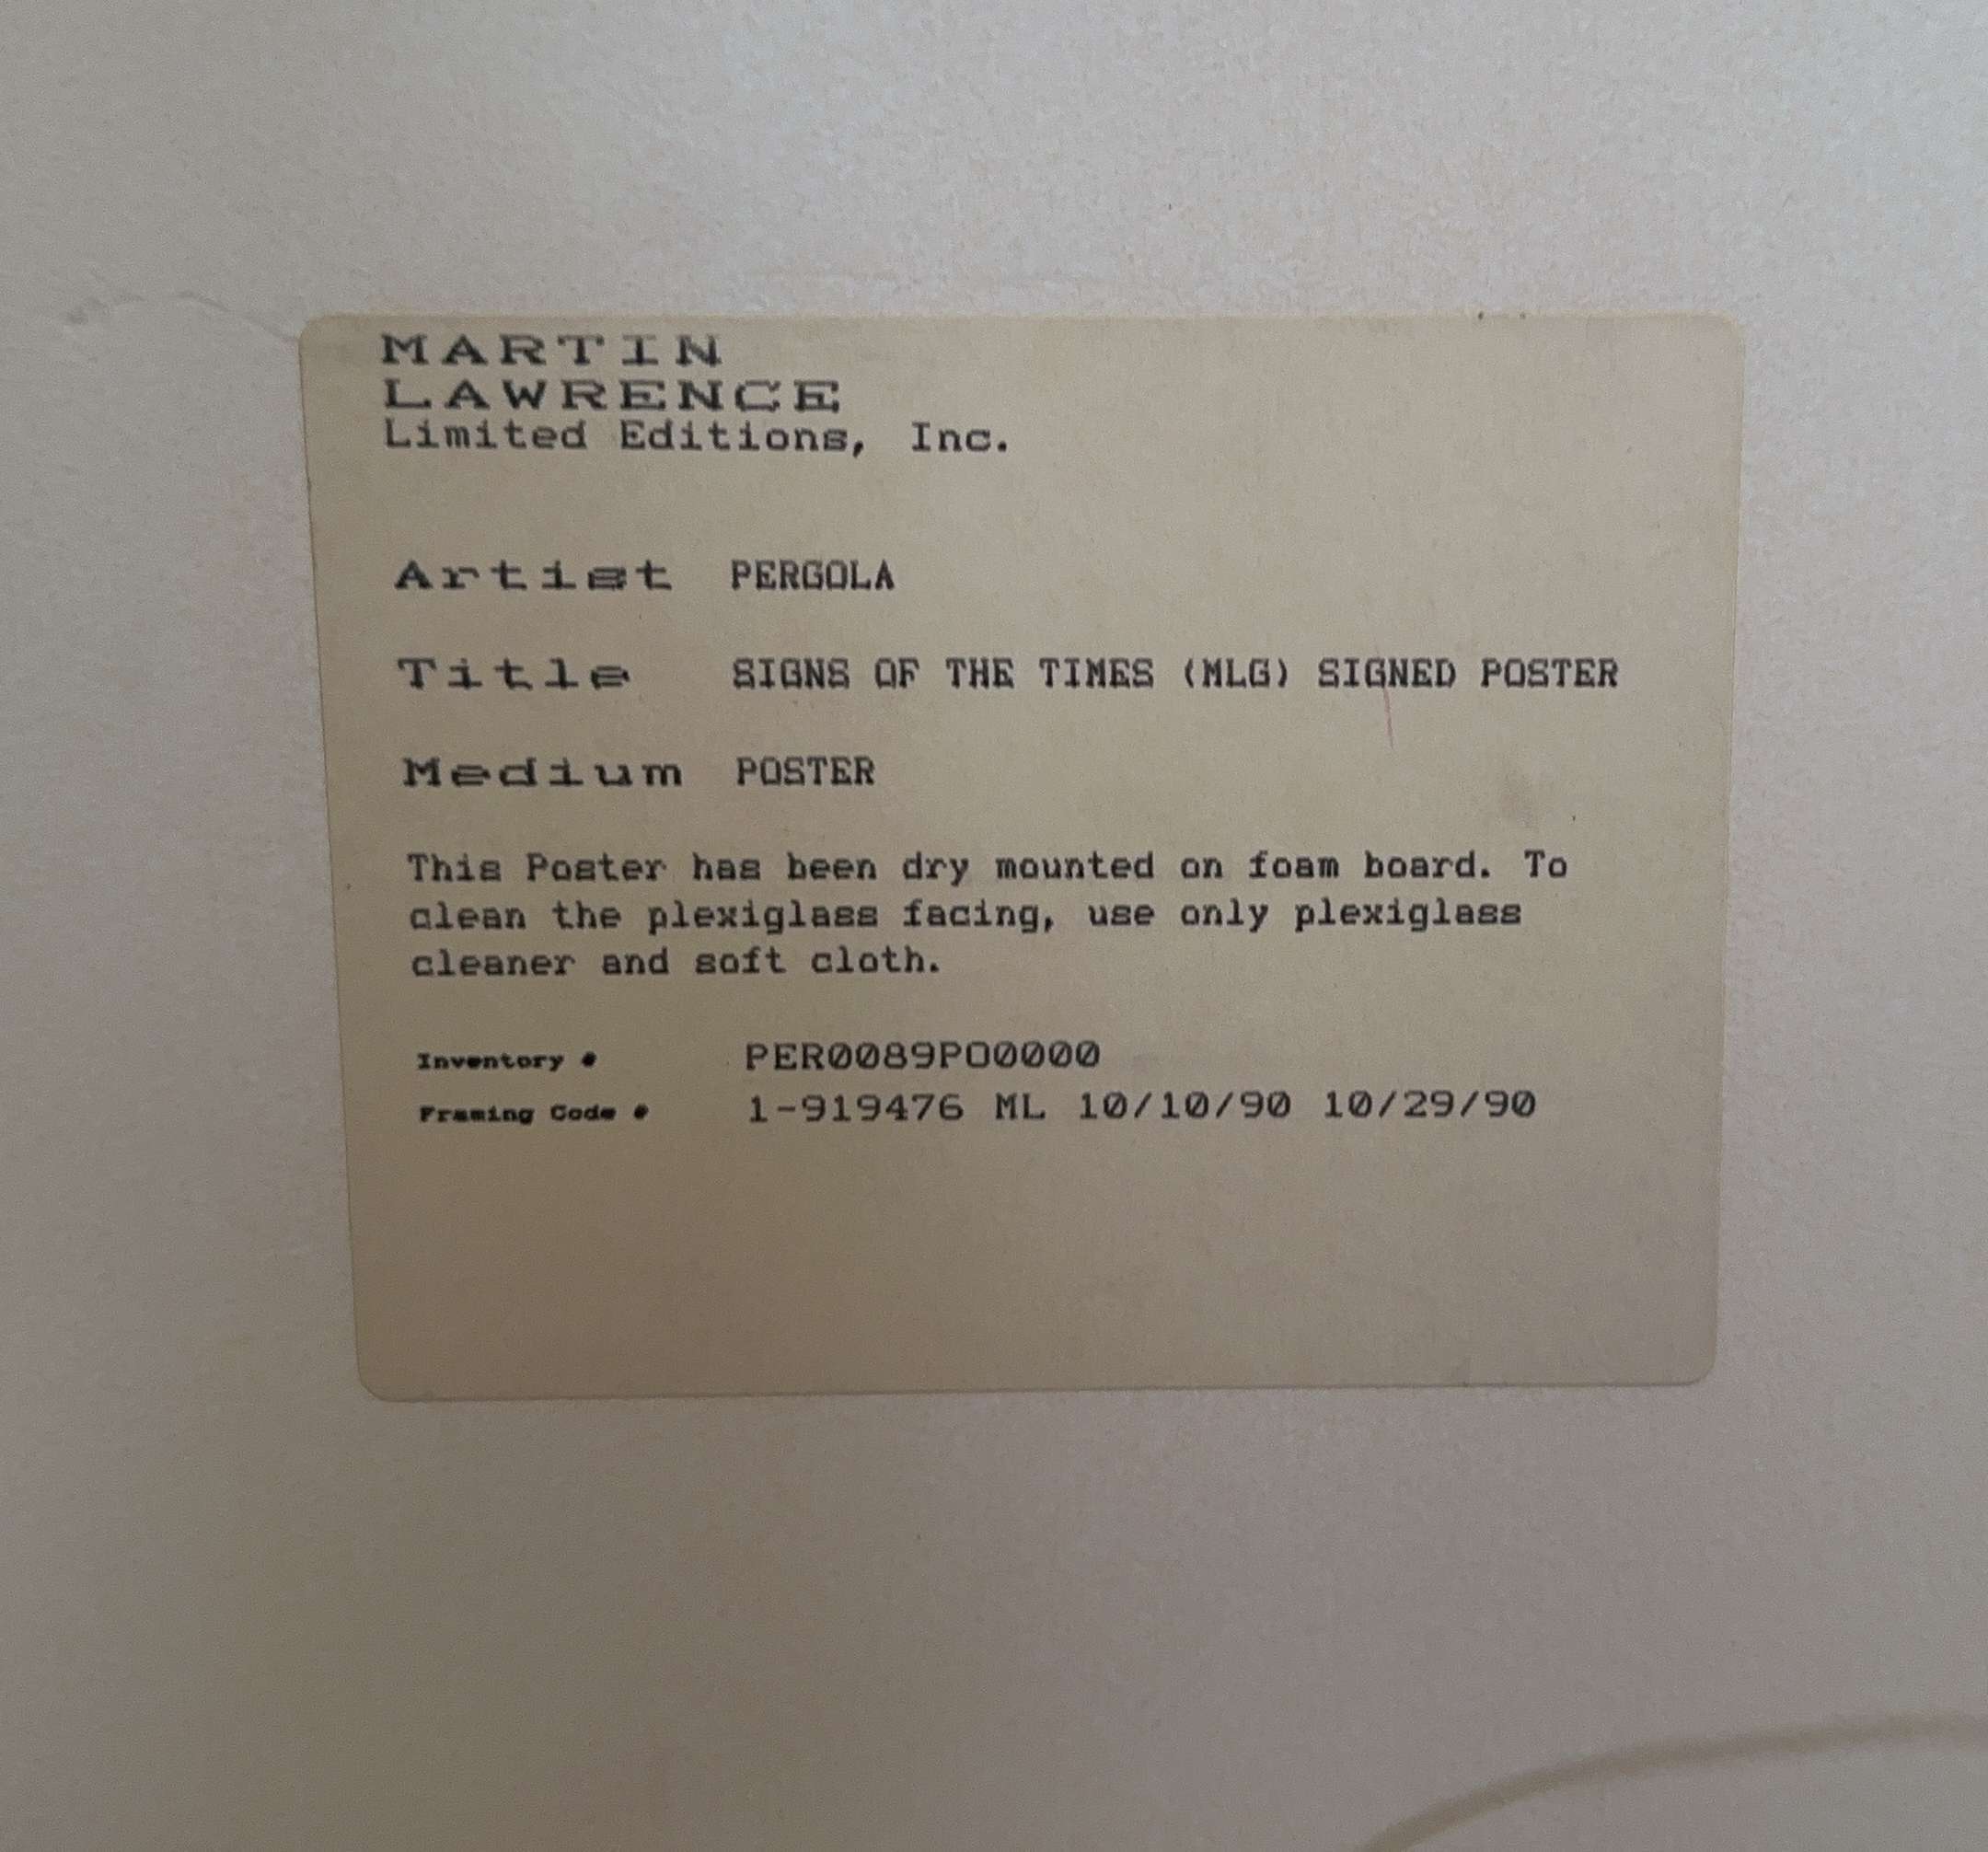 MARTIN
LAWRENCE
Limited Editions, Inc.
Artist PERGOLA
Title SIGNS OF THE TIMES (MLG) SIGNED POSTER
Medium POSTER
This Poster has been dry mounted on foam board. To
clean the plexiglass facing, use only plexiglass
cleaner and soft cloth.
Inventory # PER0089PO0000
Framing Code # 1-919476 ML 10/10/90 10/29/90